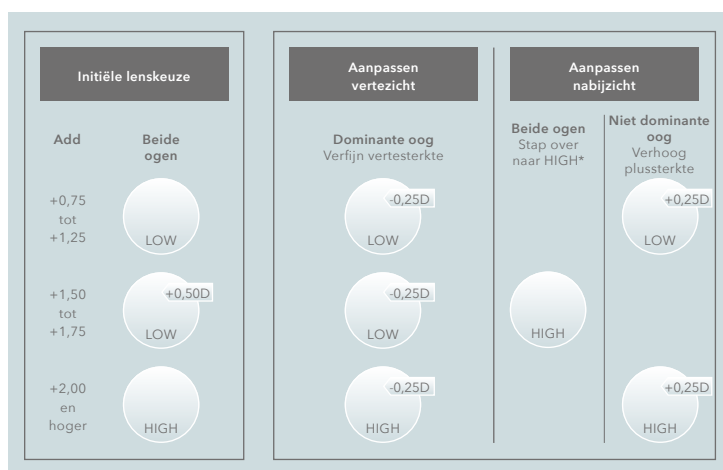 Initiële lenskeuze
Add
Beide
ogen
+0,75
tot
+1,25
LOW
+1,50
tot
+1,75
+0,50D
LOW
+2,00
en
hoger
HIGH
Aanpassen
vertezicht
Dominante oog
Verfijn vertesterkte
-0,25D
LOW
-0,25D
LOW
-0,25D
HIGH
Aanpassen
nabijzicht
Beide ogen
Stap over
naar HIGH*
HIGH
Niet dominante
oog
Verhoog
plussterkte
+0,25D
LOW
+0,25D
HIGH